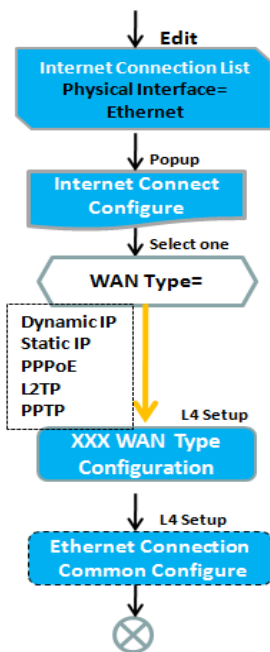 Edit
Internet Connection List
Physical Interface=
Ethernet
Popup
Internet Connect
Configure
Select one
WAN Type=
Dynamic IP
Static IP
PPPoE
L2TP
PPTP
L4 Setup
XXX WAN Type
Configuration
L4 Setup
Ethernet Connection
Common Configure